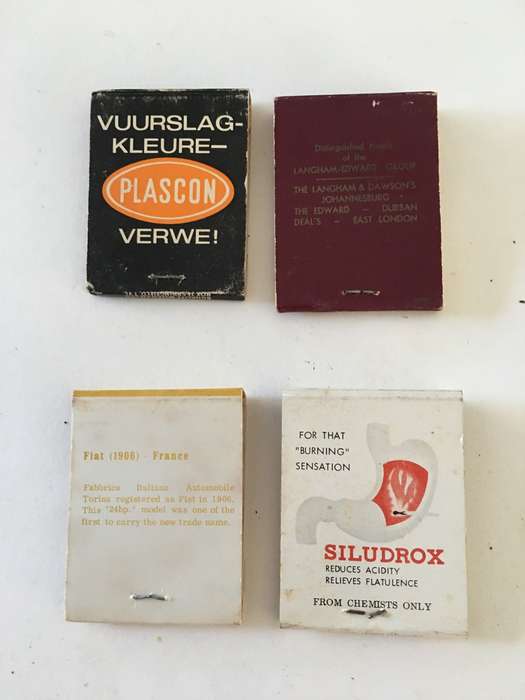 VUURSLAG-
KLEURE—
PLASCON
VERWE!
Distinguished Hotels
of the
LANGHAM-EDWARD GROUP
THE LANGHAM & DAWSON'S
JOHANNESBURG -
THE EDWARD - DURBAN
DEAL'S - EAST LONDON
Fiat (1906) - France
Fabbrica Italiana Automobile
Torino registered as Fiat in 1906.
This "24hp." model was one of the
first to carry the new trade name.
FOR THAT
"BURNING"
SENSATION
SILUDROX
REDUCES ACIDITY
RELIEVES FLATULENCE
FROM CHEMISTS ONLY